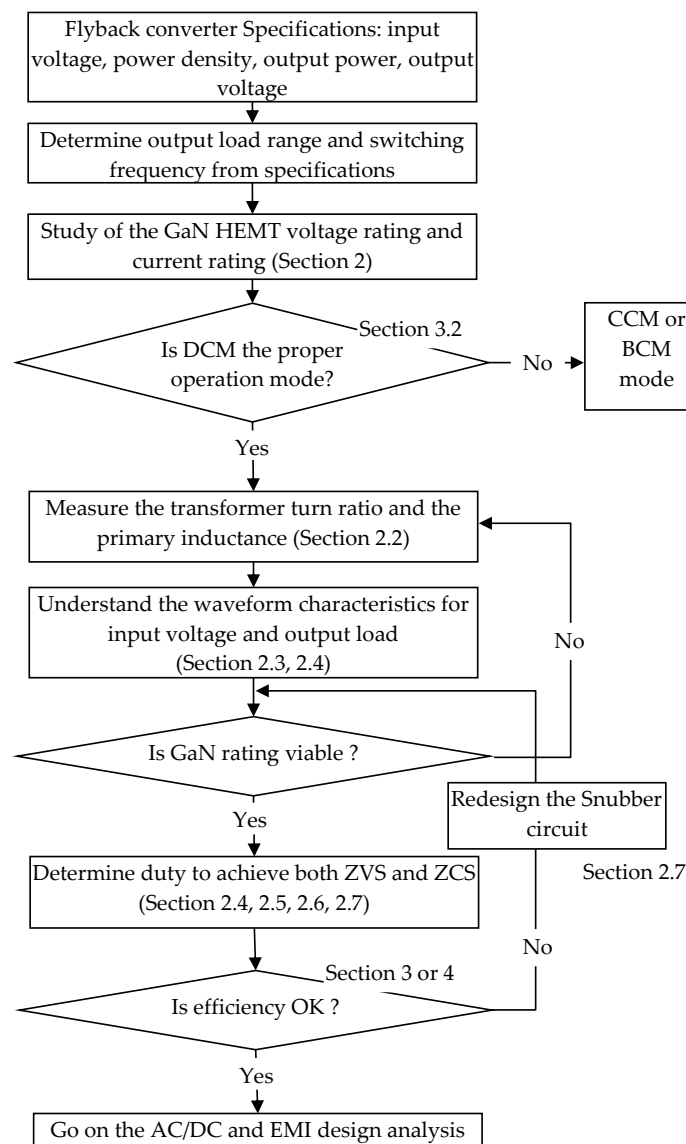 Flyback converter Specifications: input
voltage, power density, output power, output
voltage
Determine output load range and switching
frequency from specifications
Study of the GaN HEMT voltage rating and
current rating (Section 2)
Section 3.2
Is DCM the proper
operation mode?
No
CCM or
BCM
mode
Yes
Measure the transformer turn ratio and the
primary inductance (Section 2.2)
Understand the waveform characteristics for
input voltage and output load
(Section 2.3, 2.4)
No
Is GaN rating viable ?
Yes
Redesign the Snubber
circuit
Section 2.7
Determine duty to achieve both ZVS and ZCS
(Section 2.4, 2.5, 2.6, 2.7)
No
Section 3 or 4
Is efficiency OK ?
Yes
Go on the AC/DC and EMI design analysis